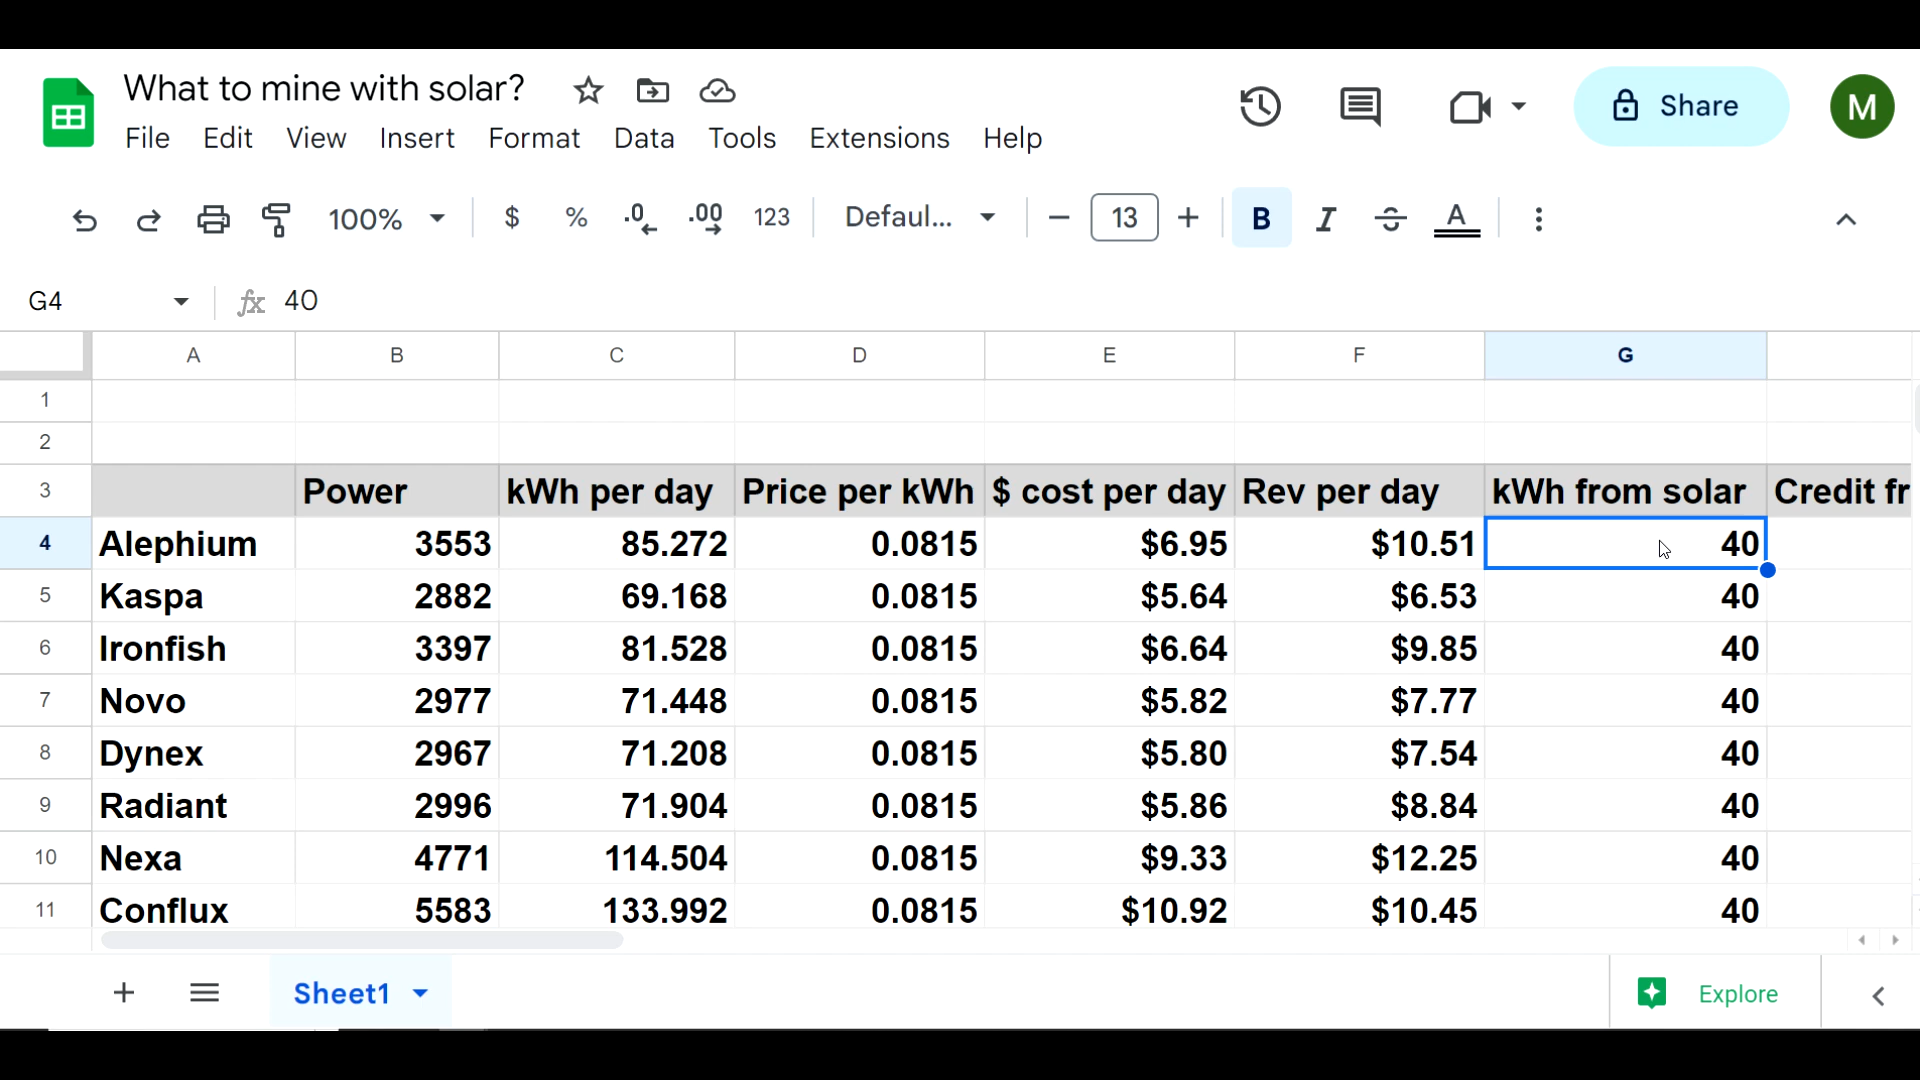 What to mine with solar?
File Edit View Insert Format Data Tools Extensions Help
Share
M
100% $ % .0 .00 123 Defaul... 13 B I S A
G4 fx 40
A B C D E F G
1
2
3 Power kWh per day Price per kWh $ cost per day Rev per day kWh from solar Credit fr
4 Alephium 3553 85.272 0.0815 $6.95 $10.51 40
5 Kaspa 2882 69.168 0.0815 $5.64 $6.53 40
6 Ironfish 3397 81.528 0.0815 $6.64 $9.85 40
7 Novo 2977 71.448 0.0815 $5.82 $7.77 40
8 Dynex 2967 71.208 0.0815 $5.80 $7.54 40
9 Radiant 2996 71.904 0.0815 $5.86 $8.84 40
10 Nexa 4771 114.504 0.0815 $9.33 $12.25 40
11 Conflux 5583 133.992 0.0815 $10.92 $10.45 40
Sheet1 Explore